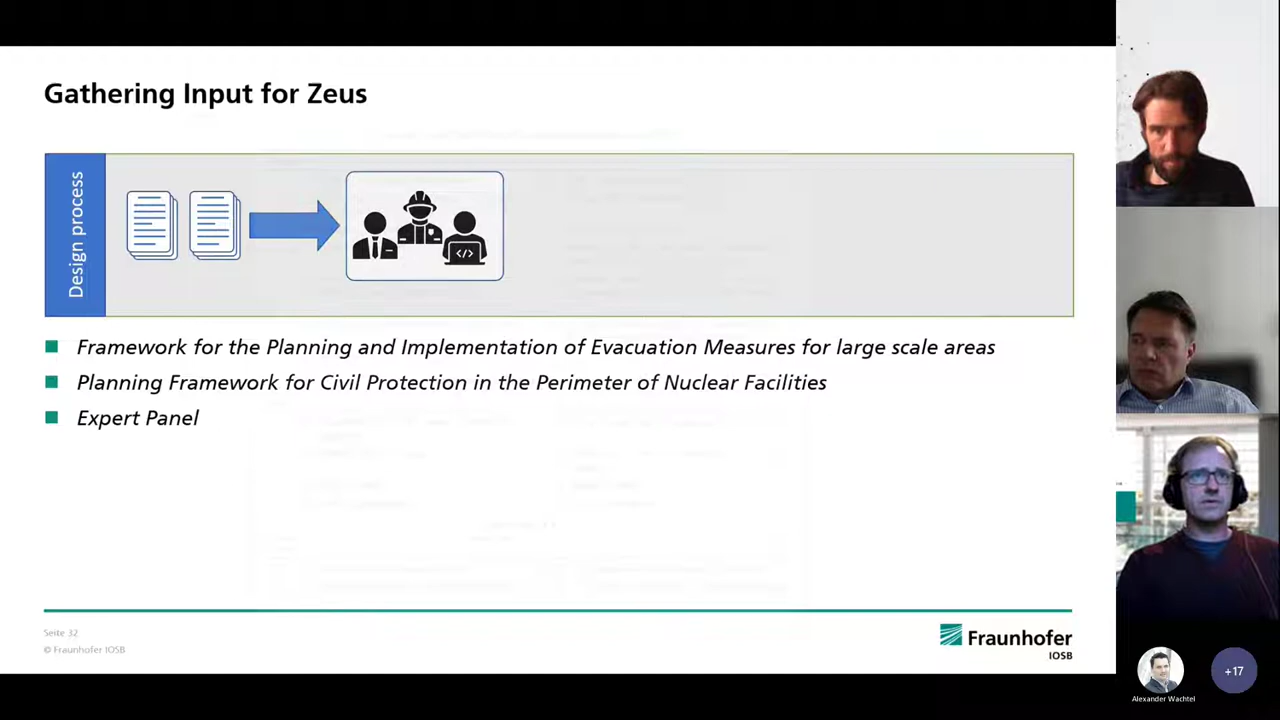 Gathering Input for Zeus
Design process
</>
Framework for the Planning and Implementation of Evacuation Measures for large scale areas
Planning Framework for Civil Protection in the Perimeter of Nuclear Facilities
Expert Panel
Seite 32
© Fraunhofer IOSB
Fraunhofer
IOSB
Alexander Wachtel
+17